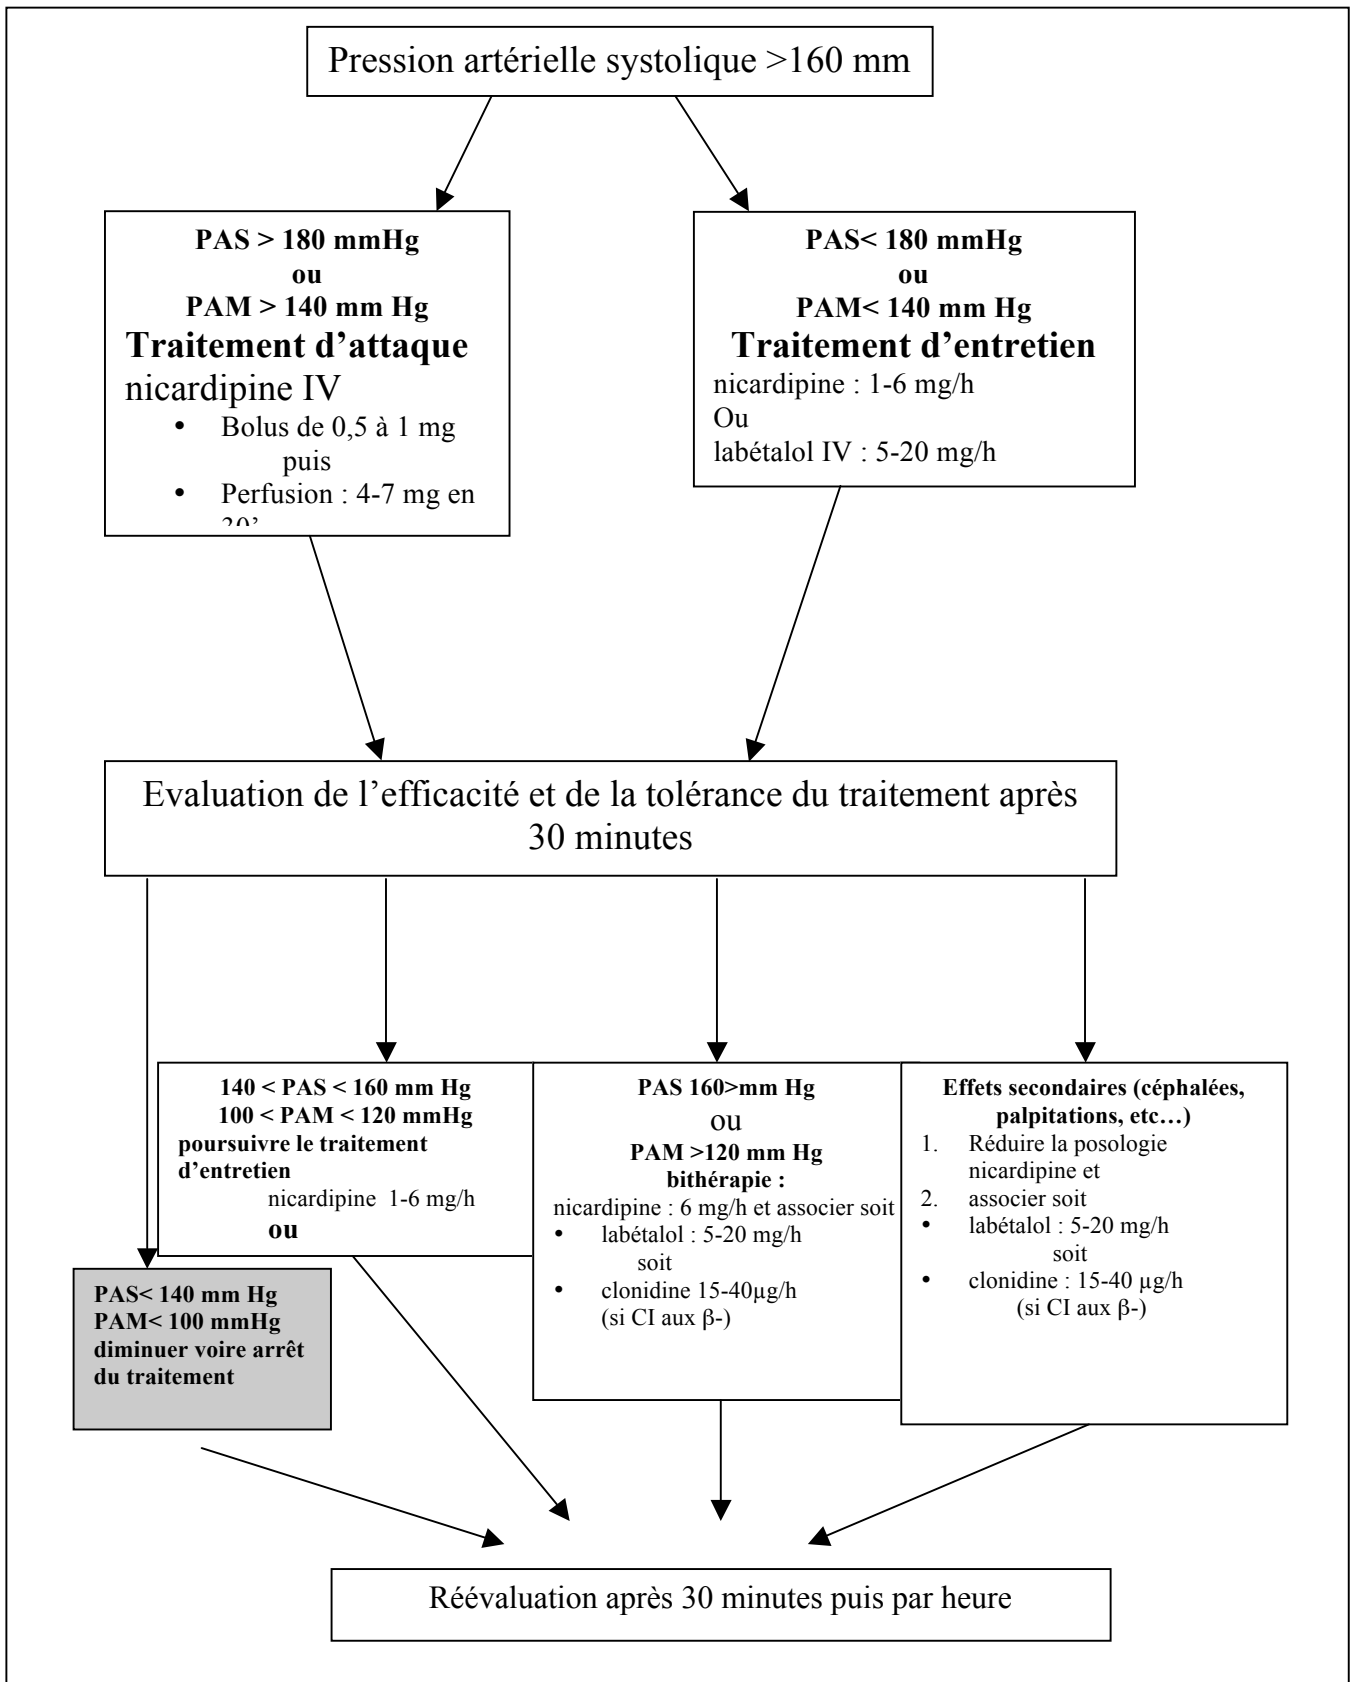 Pression artérielle systolique >160 mm
PAS > 180 mmHg
ou
PAM > 140 mm Hg
Traitement d’attaque
nicardipine IV
• Bolus de 0,5 à 1 mg
puis
• Perfusion : 4-7 mg en
30’
PAS< 180 mmHg
ou
PAM< 140 mm Hg
Traitement d’entretien
nicardipine : 1-6 mg/h
Ou
labétalol IV : 5-20 mg/h
Evaluation de l’efficacité et de la tolérance du traitement après
30 minutes
PAS< 140 mm Hg
PAM< 100 mmHg
diminuer voire arrêt
du traitement
140 < PAS < 160 mm Hg
100 < PAM < 120 mmHg
poursuivre le traitement
d’entretien
nicardipine 1-6 mg/h
ou
PAS 160>mm Hg
ou
PAM >120 mm Hg
bithérapie :
nicardipine : 6 mg/h et associer soit
• labétalol : 5-20 mg/h
soit
• clonidine 15-40µg/h
(si CI aux β-)
Effets secondaires (céphalées,
palpitations, etc…)
1. Réduire la posologie
nicardipine et
2. associer soit
• labétalol : 5-20 mg/h
soit
• clonidine : 15-40 µg/h
(si CI aux β-)
Réévaluation après 30 minutes puis par heure